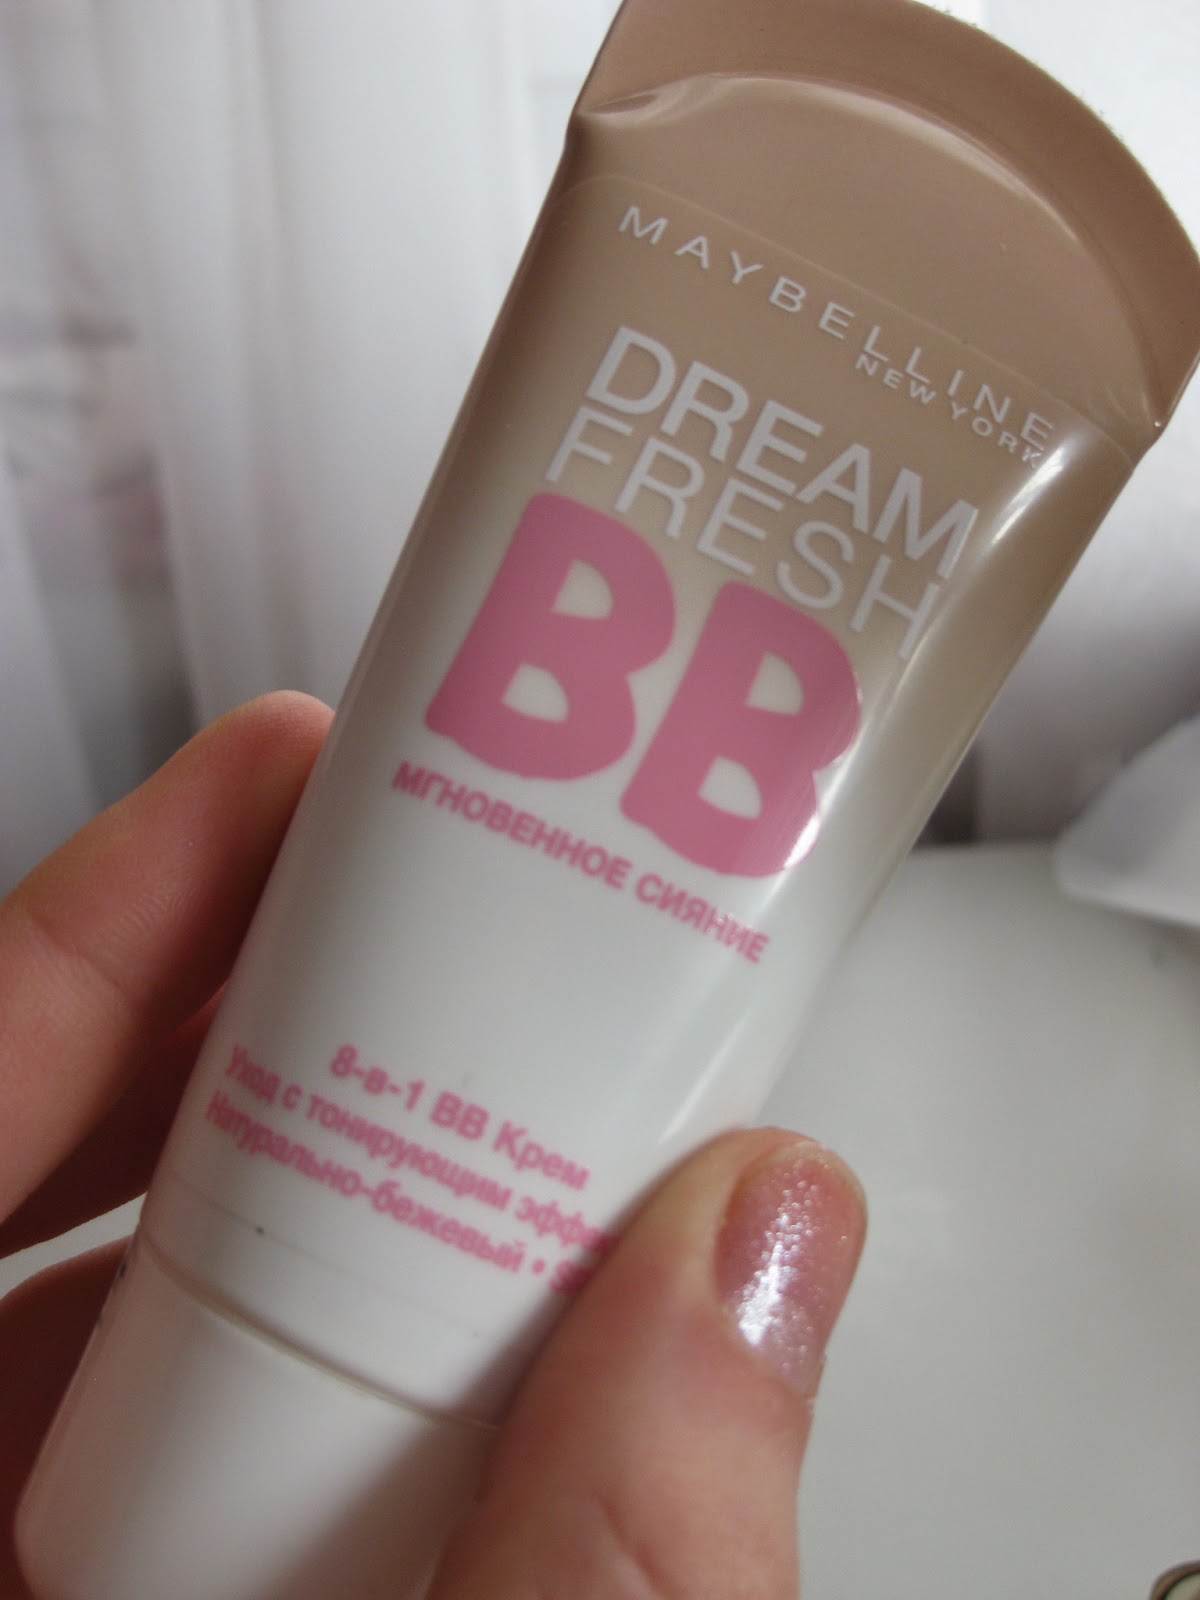 MAYBELLINE
NEW YORK
DREAM
FRESH
BB
МГНОВЕННОЕ СИЯНИЕ
8-в-1 BB Крем
Уход с тонирующим
Натурально-бежевый •